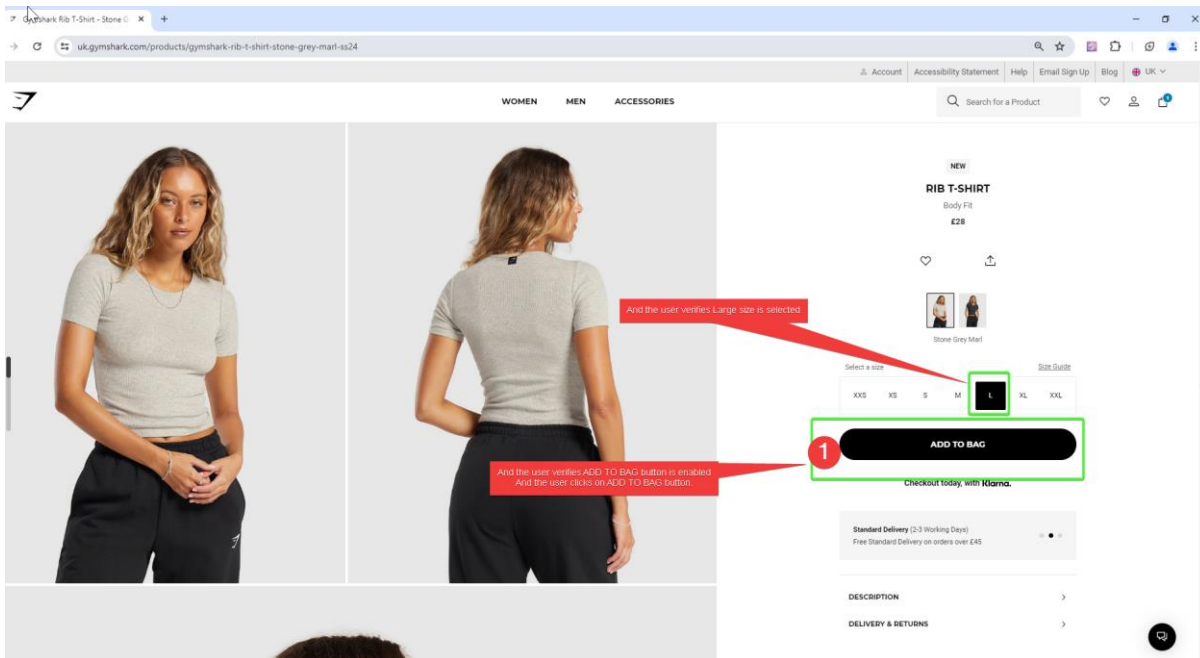 Gymshark Rib T-Shirt - Stone G
uk.gymshark.com/products/gymshark-rib-t-shirt-stone-grey-marl-ss24
Account Accessibility Statement Help Email Sign Up Blog UK
WOMEN MEN ACCESSORIES
Search for a Product
NEW
RIB T-SHIRT
Body Fit
£28
And the user verifies Large size is selected
Stone Grey Marl
Select a size Size Guide
XXS XS S M L XL XXL
1
ADD TO BAG
And the user verifies ADD TO BAG button is enabled
And the user clicks on ADD TO BAG button.
Checkout today, with Klarna.
Standard Delivery (2-3 Working Days)
Free Standard Delivery on orders over £45
DESCRIPTION
DELIVERY & RETURNS